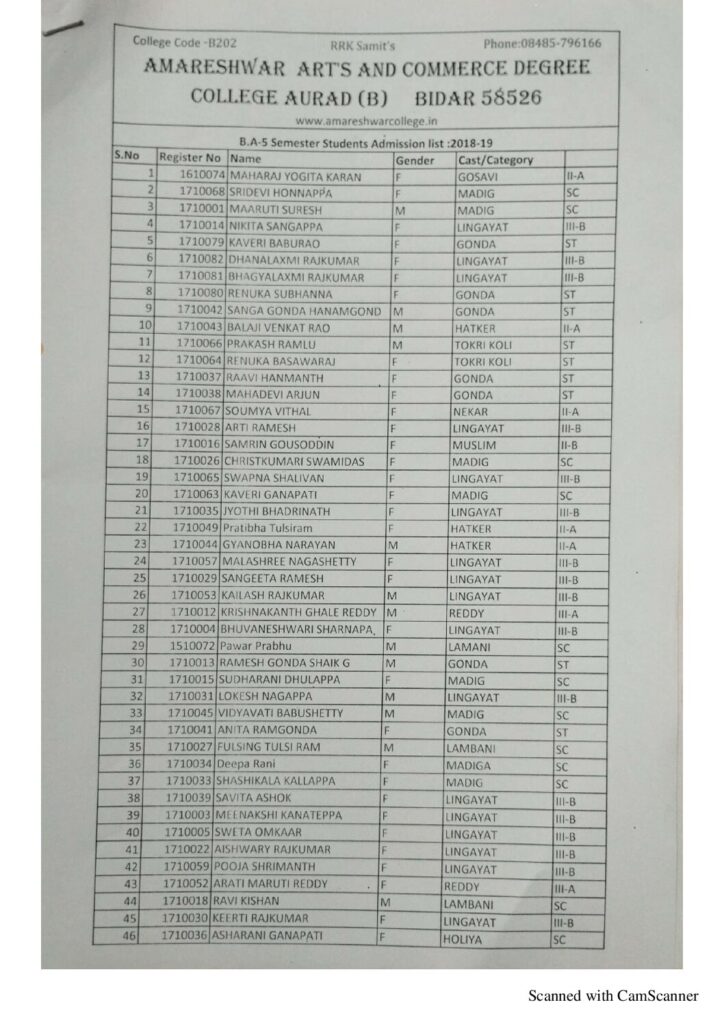 College Code -B202 RRK Samit's Phone:08485-796166
AMARESHWAR ART'S AND COMMERCE DEGREE
COLLEGE AURAD (B) BIDAR 58526
www.amareshwarcollege.in
B.A-5 Semester Students Admission list :2018-19
S.No Register No Name Gender Cast/Category
1 1610074 MAHARAJ YOGITA KARAN F GOSAVI II-A
2 1710068 SRIDEVI HONNAPPA F MADIG SC
3 1710001 MAARUTI SURESH M MADIG SC
4 1710014 NIKITA SANGAPPA F LINGAYAT III-B
5 1710079 KAVERI BABURAO F GONDA ST
6 1710082 DHANALAXMI RAJKUMAR F LINGAYAT III-B
7 1710081 BHAGYALAXMI RAJKUMAR F LINGAYAT III-B
8 1710080 RENUKA SUBHANNA F GONDA ST
9 1710042 SANGA GONDA HANAMGOND M GONDA ST
10 1710043 BALAJI VENKAT RAO M HATKER II-A
11 1710066 PRAKASH RAMLU M TOKRI KOLI ST
12 1710064 RENUKA BASAWARAJ F TOKRI KOLI ST
13 1710037 RAAVI HANMANTH F GONDA ST
14 1710038 MAHADEVI ARJUN F GONDA ST
15 1710067 SOUMYA VITHAL F NEKAR II-A
16 1710028 ARTI RAMESH F LINGAYAT III-B
17 1710016 SAMRIN GOUSODDIN F MUSLIM II-B
18 1710026 CHRISTKUMARI SWAMIDAS F MADIG SC
19 1710065 SWAPNA SHALIVAN F LINGAYAT III-B
20 1710063 KAVERI GANAPATI F MADIG SC
21 1710035 JYOTHI BHADRINATH F LINGAYAT III-B
22 1710049 Pratibha Tulsiram F HATKER II-A
23 1710044 GYANOBHA NARAYAN M HATKER II-A
24 1710057 MALASHREE NAGASHETTY F LINGAYAT III-B
25 1710029 SANGEETA RAMESH F LINGAYAT III-B
26 1710053 KAILASH RAJKUMAR M LINGAYAT III-B
27 1710012 KRISHNAKANTH GHALE REDDY M REDDY III-A
28 1710004 BHUVANESHWARI SHARNAPA F LINGAYAT III-B
29 1510072 Pawar Prabhu M LAMANI SC
30 1710013 RAMESH GONDA SHAIK G M GONDA ST
31 1710015 SUDHARANI DHULAPPA F MADIG SC
32 1710031 LOKESH NAGAPPA M LINGAYAT III-B
33 1710045 VIDYAVATI BABUSHETTY M MADIG SC
34 1710041 ANITA RAMGONDA F GONDA ST
35 1710027 FULSING TULSI RAM M LAMBANI SC
36 1710034 Deepa Rani F MADIGA SC
37 1710033 SHASHIKALA KALLAPPA F MADIG SC
38 1710039 SAVITA ASHOK F LINGAYAT III-B
39 1710003 MEENAKSHI KANATEPPA F LINGAYAT III-B
40 1710005 SWETA OMKAAR F LINGAYAT III-B
41 1710022 AISHWARY RAJKUMAR F LINGAYAT III-B
42 1710059 POOJA SHRIMANTH F LINGAYAT III-B
43 1710052 ARATI MARUTI REDDY F REDDY III-A
44 1710018 RAVI KISHAN M LAMBANI SC
45 1710030 KEERTI RAJKUMAR F LINGAYAT III-B
46 1710036 ASHARANI GANAPATI F HOLIYA SC
Scanned with CamScanner